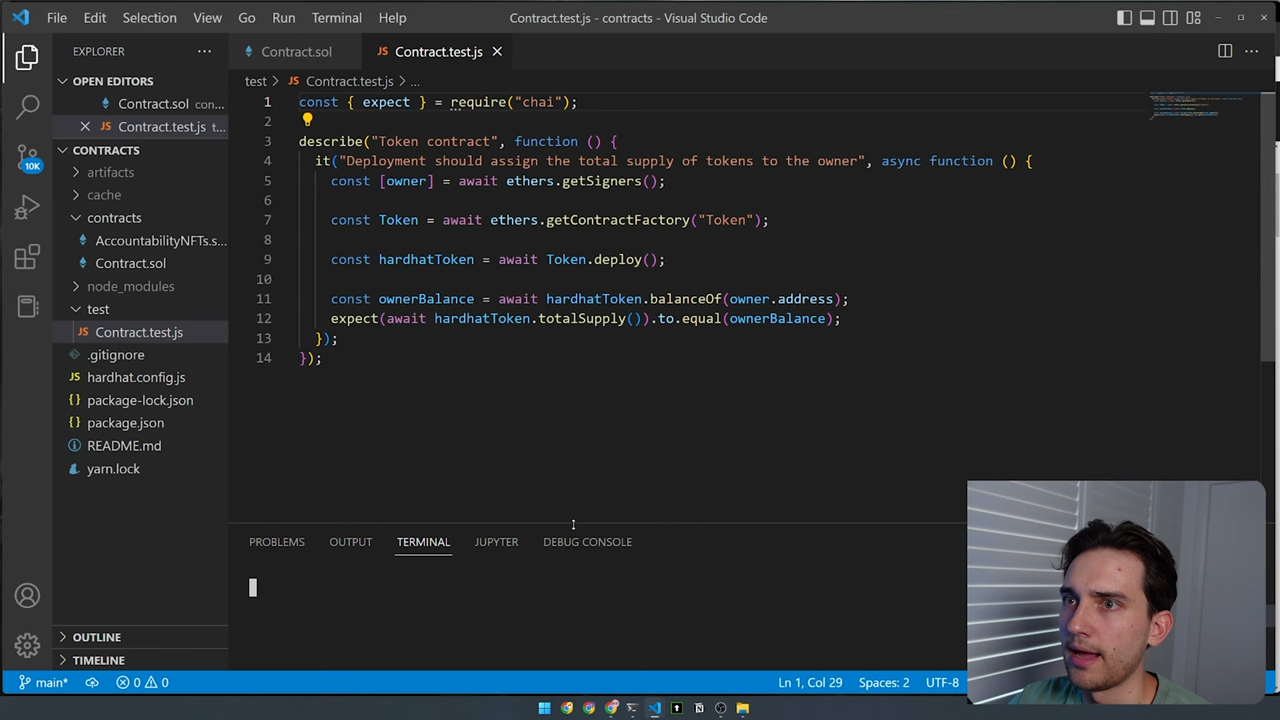 File Edit Selection View Go Run Terminal Help
Contract.test.js - contracts - Visual Studio Code
EXPLORER
Contract.sol
JS Contract.test.js
OPEN EDITORS
Contract.sol con...
JS Contract.test.js t...
CONTRACTS
artifacts
cache
contracts
AccountabilityNFTs.s...
Contract.sol
node_modules
test
JS Contract.test.js
.gitignore
JS hardhat.config.js
{} package-lock.json
{} package.json
README.md
yarn.lock
OUTLINE
TIMELINE
10K
test > JS Contract.test.js > ...
1 const { expect } = require("chai");
2
3 describe("Token contract", function () {
4 it("Deployment should assign the total supply of tokens to the owner", async function () {
5 const [owner] = await ethers.getSigners();
6
7 const Token = await ethers.getContractFactory("Token");
8
9 const hardhatToken = await Token.deploy();
10
11 const ownerBalance = await hardhatToken.balanceOf(owner.address);
12 expect(await hardhatToken.totalSupply()).to.equal(ownerBalance);
13 });
14 });
PROBLEMS OUTPUT TERMINAL JUPYTER DEBUG CONSOLE
main* 0 0 Ln 1, Col 29 Spaces: 2 UTF-8